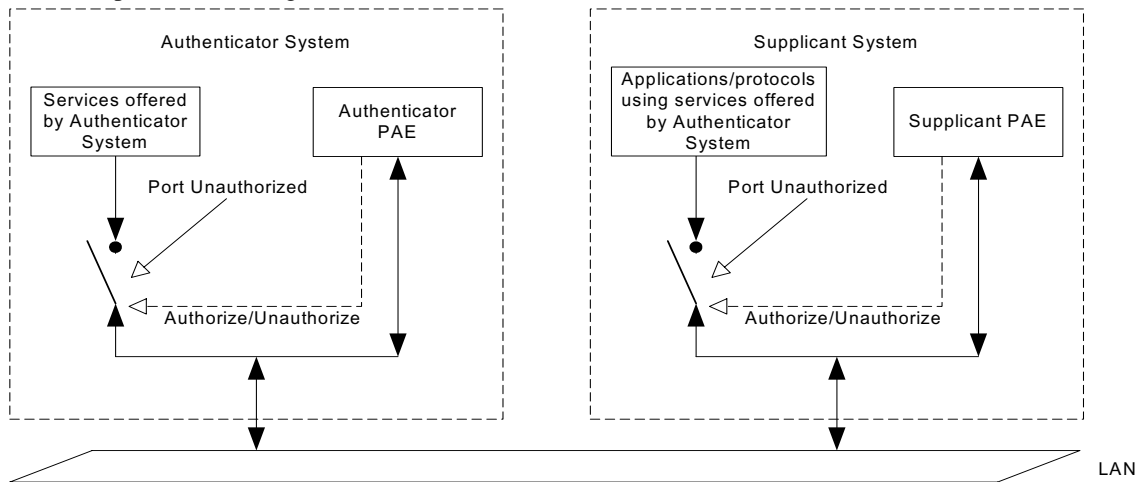 Authenticator System
Services offered
by Authenticator
System
Authenticator
PAE
Port Unauthorized
Authorize/Unauthorize
Supplicant System
Applications/protocols
using services offered
by Authenticator
System
Supplicant PAE
Port Unauthorized
Authorize/Unauthorize
LAN